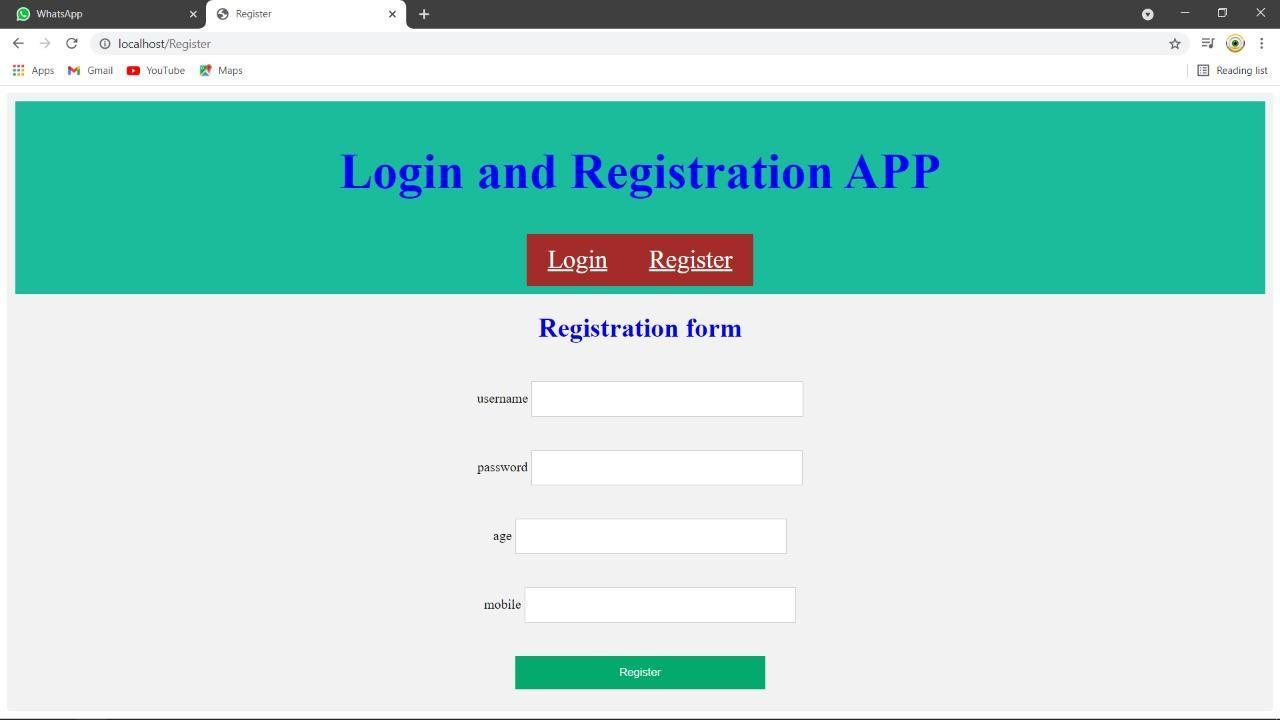 WhatsApp Register
localhost/Register
Apps Gmail YouTube Maps Reading list
Login and Registration APP
Login Register
Registration form
username
password
age
mobile
Register